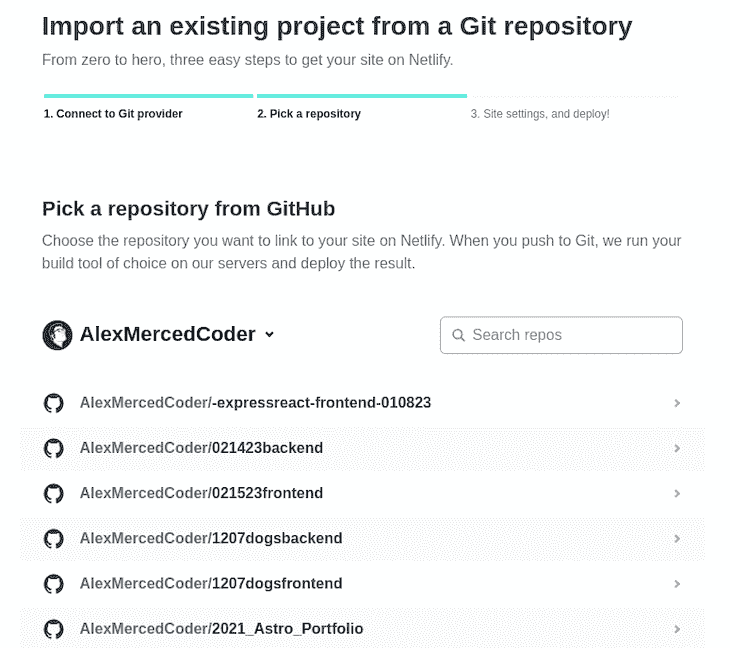 Import an existing project from a Git repository
From zero to hero, three easy steps to get your site on Netlify.
1. Connect to Git provider
2. Pick a repository
3. Site settings, and deploy!
Pick a repository from GitHub
Choose the repository you want to link to your site on Netlify. When you push to Git, we run your
build tool of choice on our servers and deploy the result.
AlexMercedCoder
Search repos
AlexMercedCoder/-expressreact-frontend-010823
AlexMercedCoder/021423backend
AlexMercedCoder/021523frontend
AlexMercedCoder/1207dogsbackend
AlexMercedCoder/1207dogsfrontend
AlexMercedCoder/2021_Astro_Portfolio